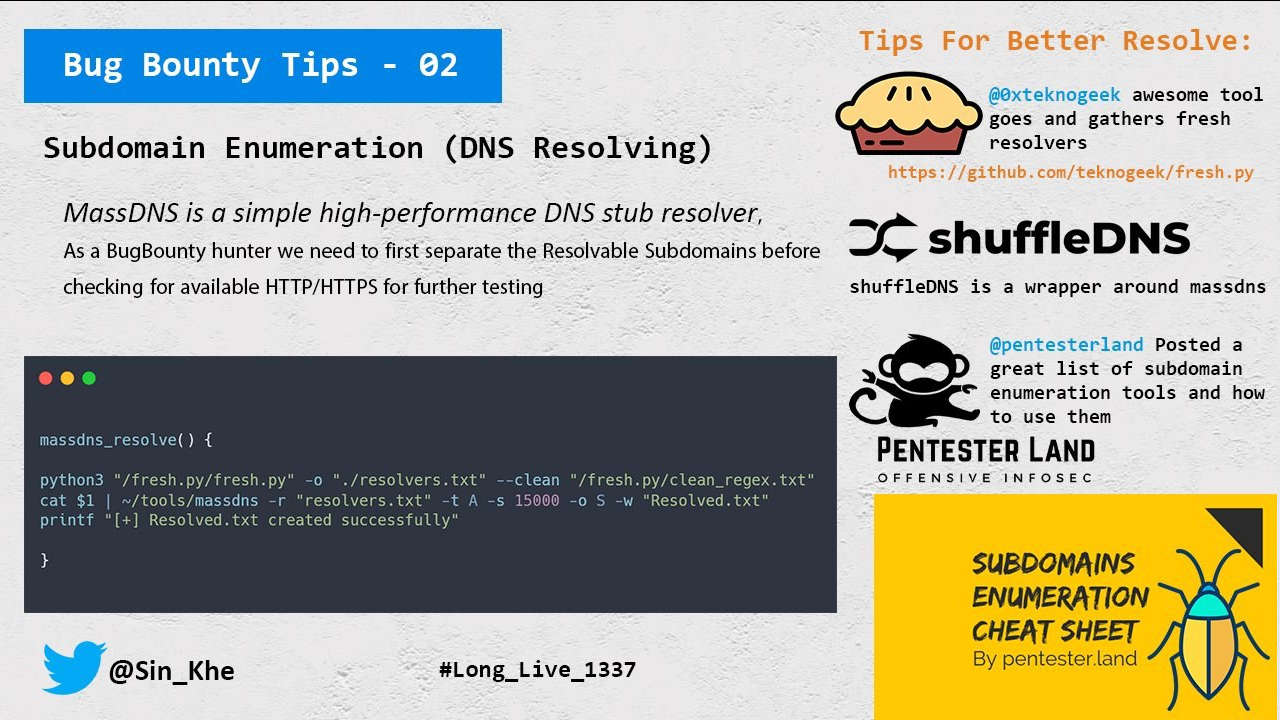 Bug Bounty Tips - 02
Subdomain Enumeration (DNS Resolving)
MassDNS is a simple high-performance DNS stub resolver,
As a BugBounty hunter we need to first separate the Resolvable Subdomains before
checking for available HTTP/HTTPS for further testing
massdns_resolve() {
python3 "/fresh.py/fresh.py" -o "./resolvers.txt" --clean "/fresh.py/clean_regex.txt"
cat $1 | ~/tools/massdns -r "resolvers.txt" -t A -s 15000 -o S -w "Resolved.txt"
printf "[+] Resolved.txt created successfully"
}
@Sin_Khe
#Long_Live_1337
Tips For Better Resolve:
@0xteknogeek awesome tool
goes and gathers fresh
resolvers
https://github.com/teknogeek/fresh.py
shuffleDNS
shuffleDNS is a wrapper around massdns
@pentesterland Posted a
great list of subdomain
enumeration tools and how
to use them
PENTESTER LAND
OFFENSIVE INFOSEC
SUBDOMAINS
ENUMERATION
CHEAT SHEET
By pentester.land